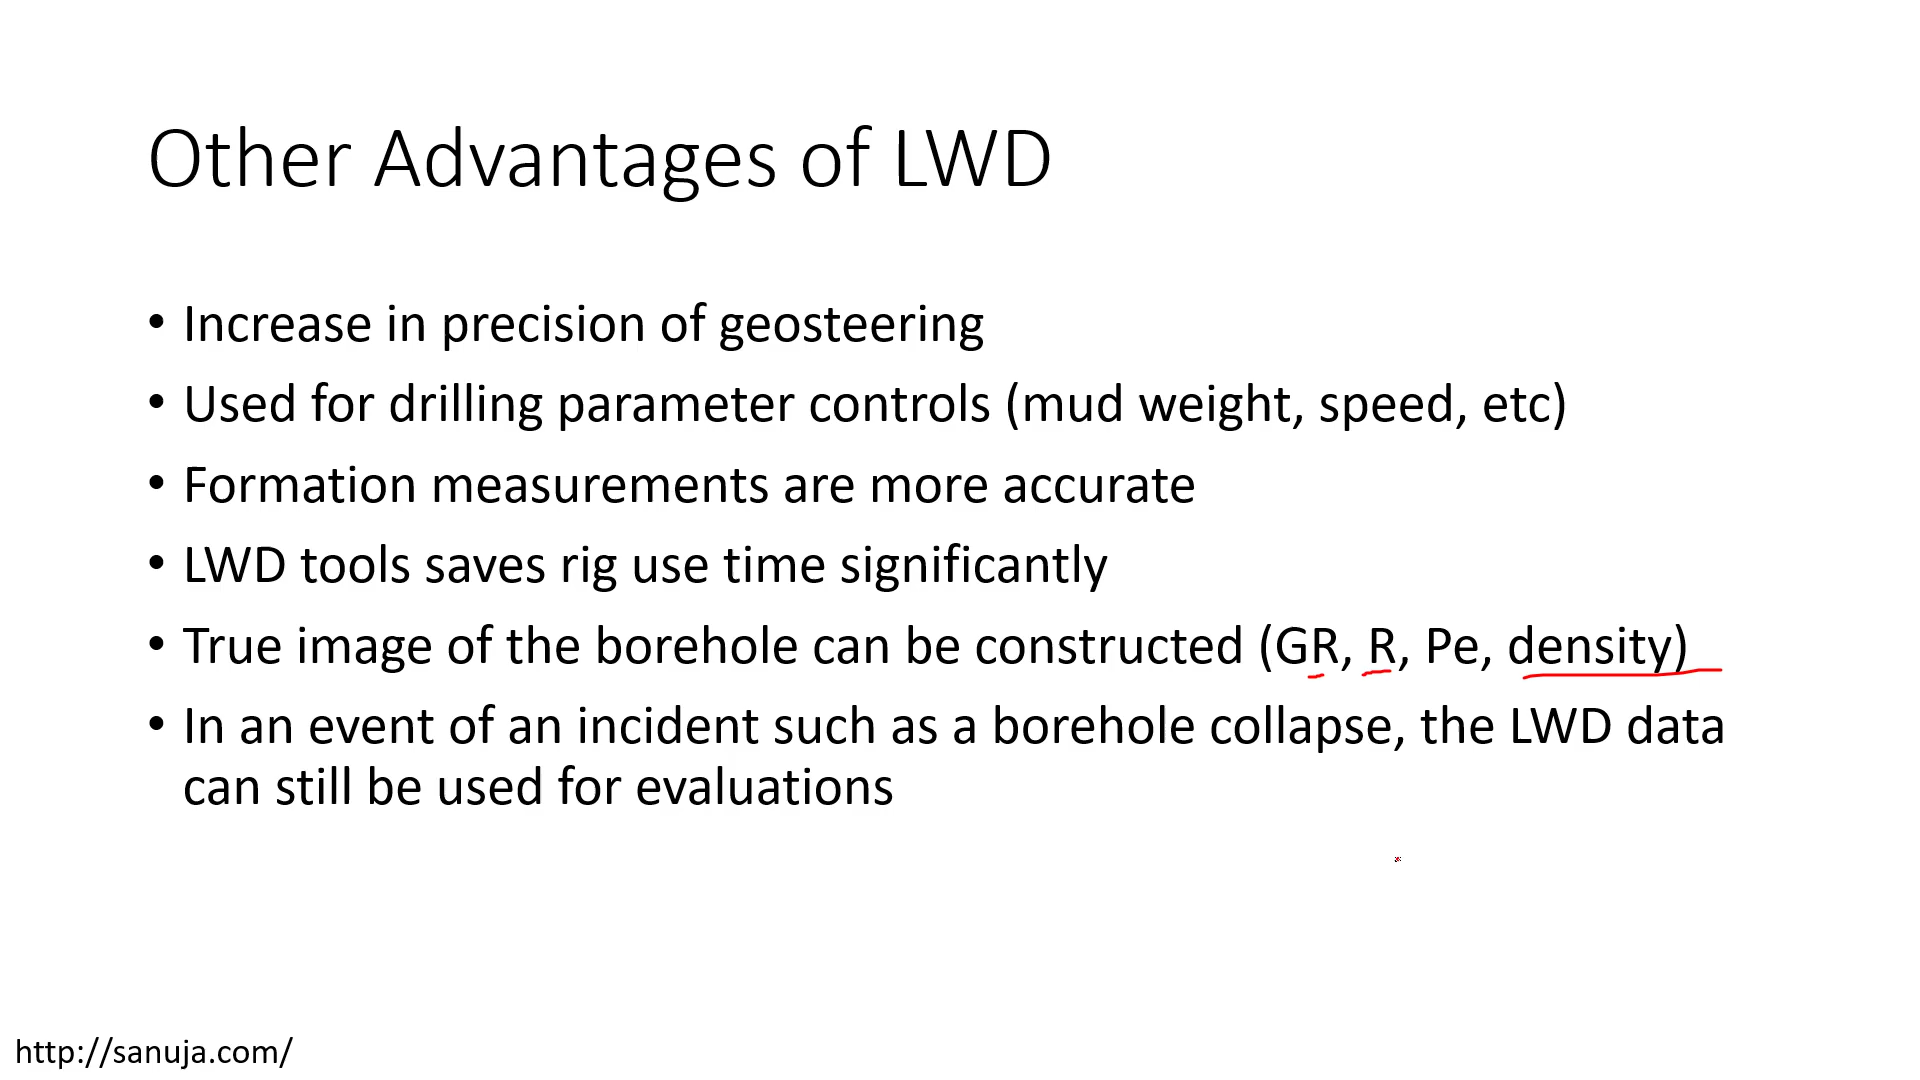 Other Advantages of LWD
• Increase in precision of geosteering
• Used for drilling parameter controls (mud weight, speed, etc)
• Formation measurements are more accurate
• LWD tools saves rig use time significantly
• True image of the borehole can be constructed (GR, R, Pe, density)
• In an event of an incident such as a borehole collapse, the LWD data
can still be used for evaluations
http://sanuja.com/